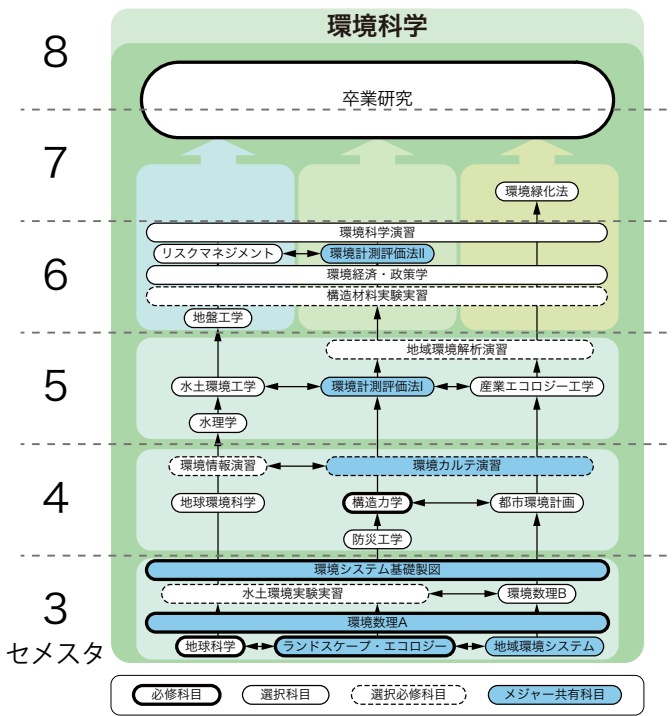 環境科学
8
卒業研究
7
環境緑化法
環境科学演習
リスクマネジメント
環境計測評価法II
6
環境経済・政策学
構造材料実験実習
地盤工学
地域環境解析演習
5
水土環境工学
環境計測評価法I
産業エコロジー工学
水理学
環境情報演習
環境カルテ演習
4
地球環境科学
構造力学
都市環境計画
防災工学
環境システム基礎製図
水土環境実験実習
環境数理B
3
環境数理A
セメスタ
地球科学
ランドスケープ・エコロジー
地域環境システム
必修科目
選択科目
選択必修科目
メジャー共有科目